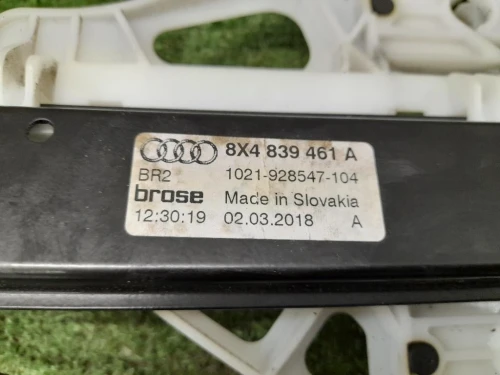 8X4 839 461 A
BR2 1021-928547-104
brose Made in Slovakia
12:30:19 02.03.2018 A